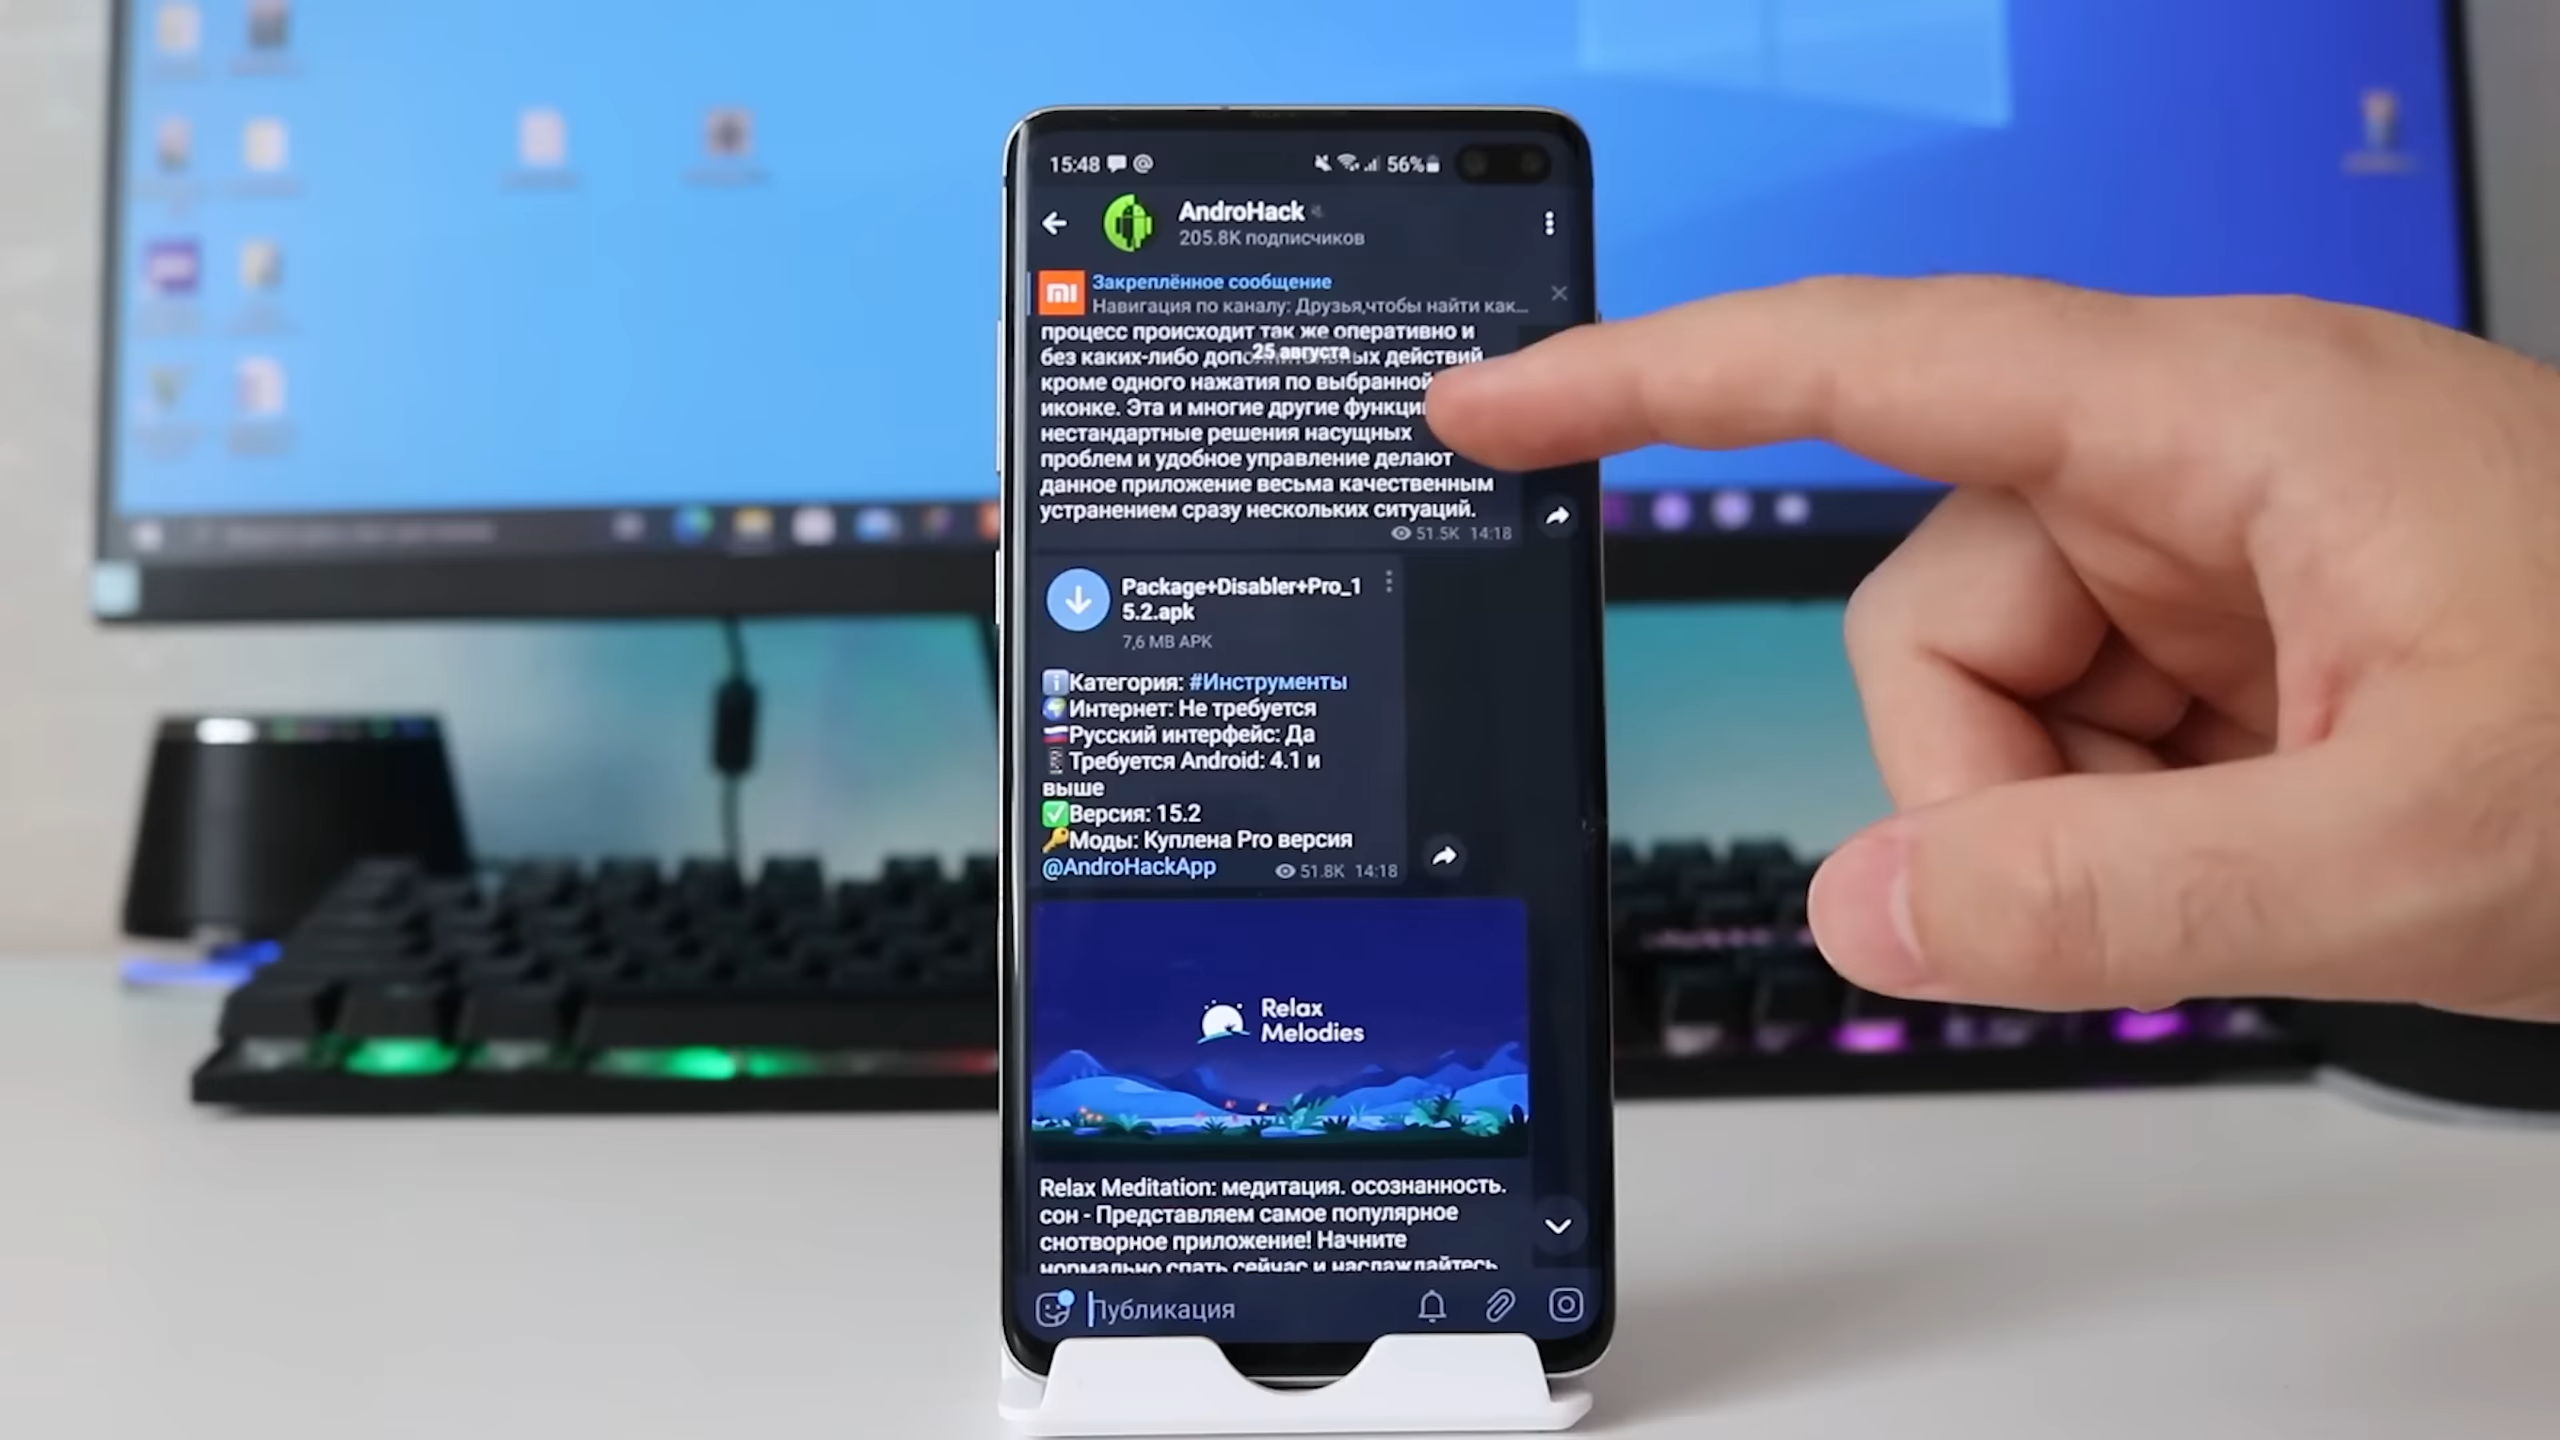 15:48 56%
AndroHack
205.8K подписчиков
Закреплённое сообщение
Навигация по каналу: Друзья,чтобы найти как...
процесс происходит так же оперативно и
25 августа
без каких-либо доп ых действий
кроме одного нажатия по выбранной
иконке. Эта и многие другие функци
нестандартные решения насущных
проблем и удобное управление делают
данное приложение весьма качественным
устранением сразу нескольких ситуаций.
51.5K 14:18
Package+Disabler+Pro_1
5.2.apk
7,6 MB APK
Категория: #Инструменты
Интернет: Не требуется
Русский интерфейс: Да
Требуется Android: 4.1 и
выше
Версия: 15.2
Моды: Куплена Pro версия
@AndroHackApp 51.8K 14:18
Relax
Melodies
Relax Meditation: медитация. осознанность.
сон - Представляем самое популярное
снотворное приложение! Начните
нормально спать сейчас и наслаждайтесь
Публикация